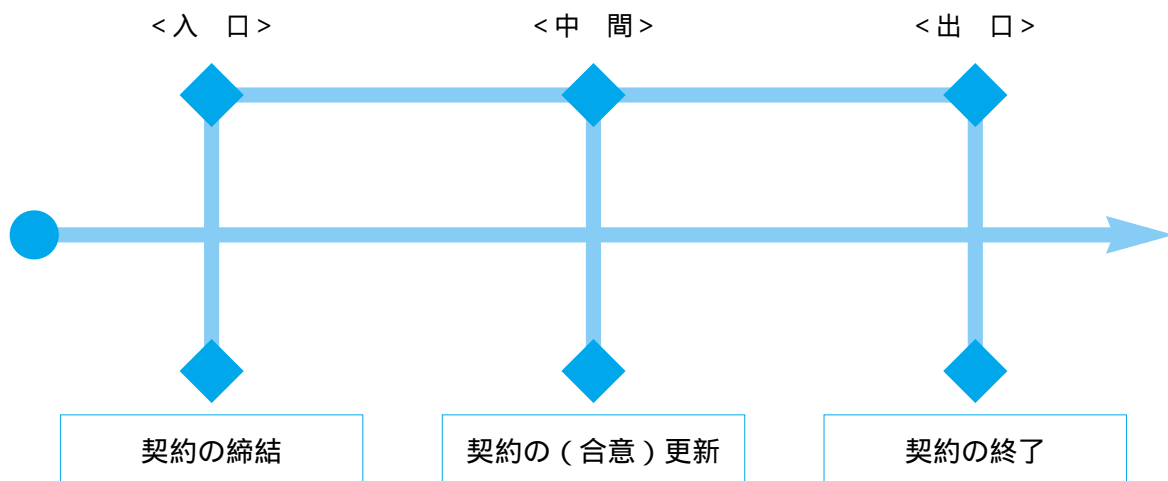 <入　口>
<中　間>
<出　口>
契約の締結
契約の（合意）更新
契約の終了